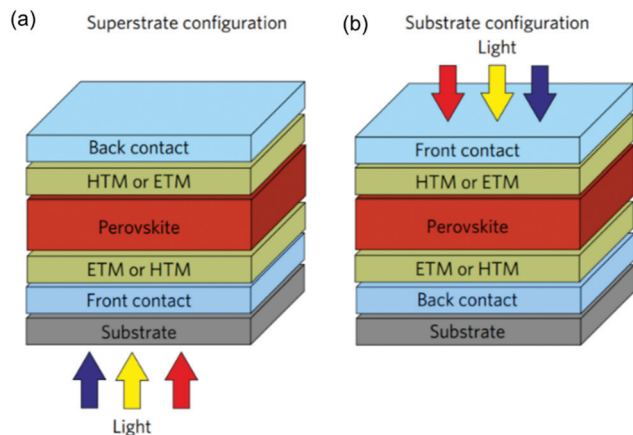 (a)
Superstrate configuration
Back contact
HTM or ETM
Perovskite
ETM or HTM
Front contact
Substrate
Light
(b)
Substrate configuration
Light
Front contact
HTM or ETM
Perovskite
ETM or HTM
Back contact
Substrate